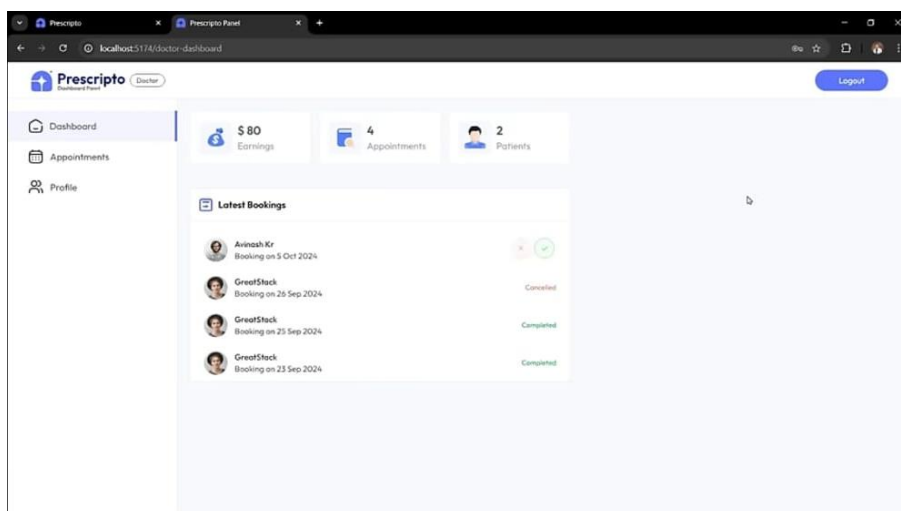 Prescripto
Prescripto Panel
localhost:5174/doctor-dashboard
Prescripto
Doctor
Dashboard Panel
Logout
Dashboard
Appointments
Profile
$ 80
Earnings
4
Appointments
2
Patients
Latest Bookings
Avinash Kr
Booking on 5 Oct 2024
GreatStack
Booking on 26 Sep 2024
Cancelled
GreatStack
Booking on 25 Sep 2024
Completed
GreatStack
Booking on 23 Sep 2024
Completed